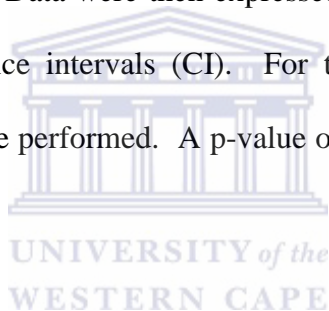 Data were then expressed
ce intervals (CI). For t
e performed. A p-value o
UNIVERSITY of the
WESTERN CAPE